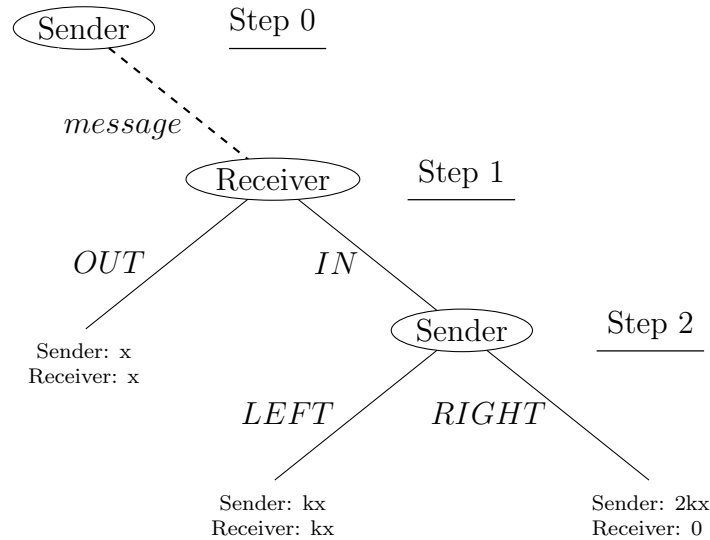 Sender
Step 0
message
Receiver
Step 1
OUT
IN
Sender: x
Receiver: x
Sender
Step 2
LEFT
RIGHT
Sender: kx
Receiver: kx
Sender: 2kx
Receiver: 0